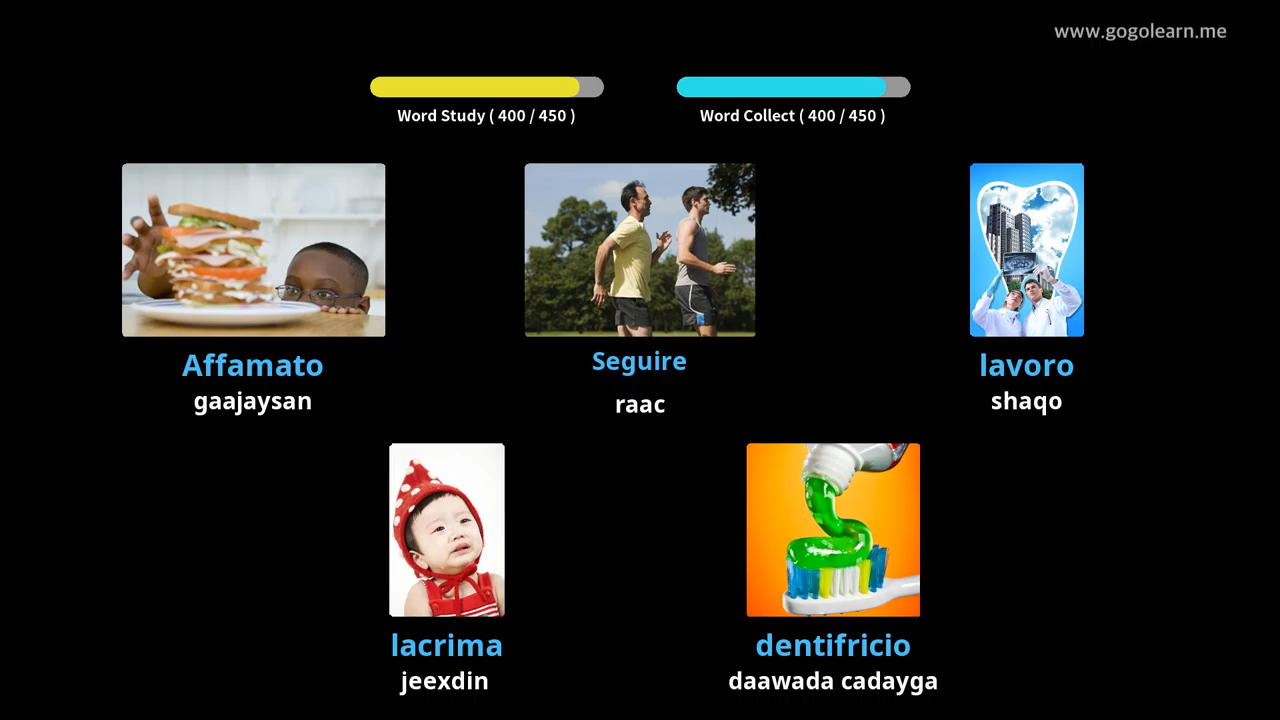 www.gogolearn.me
Word Study ( 400 / 450 )
Word Collect ( 400 / 450 )
Affamato
gaajaysan
Seguire
raac
lavoro
shaqo
lacrima
jeexdin
dentifricio
daawada cadayga